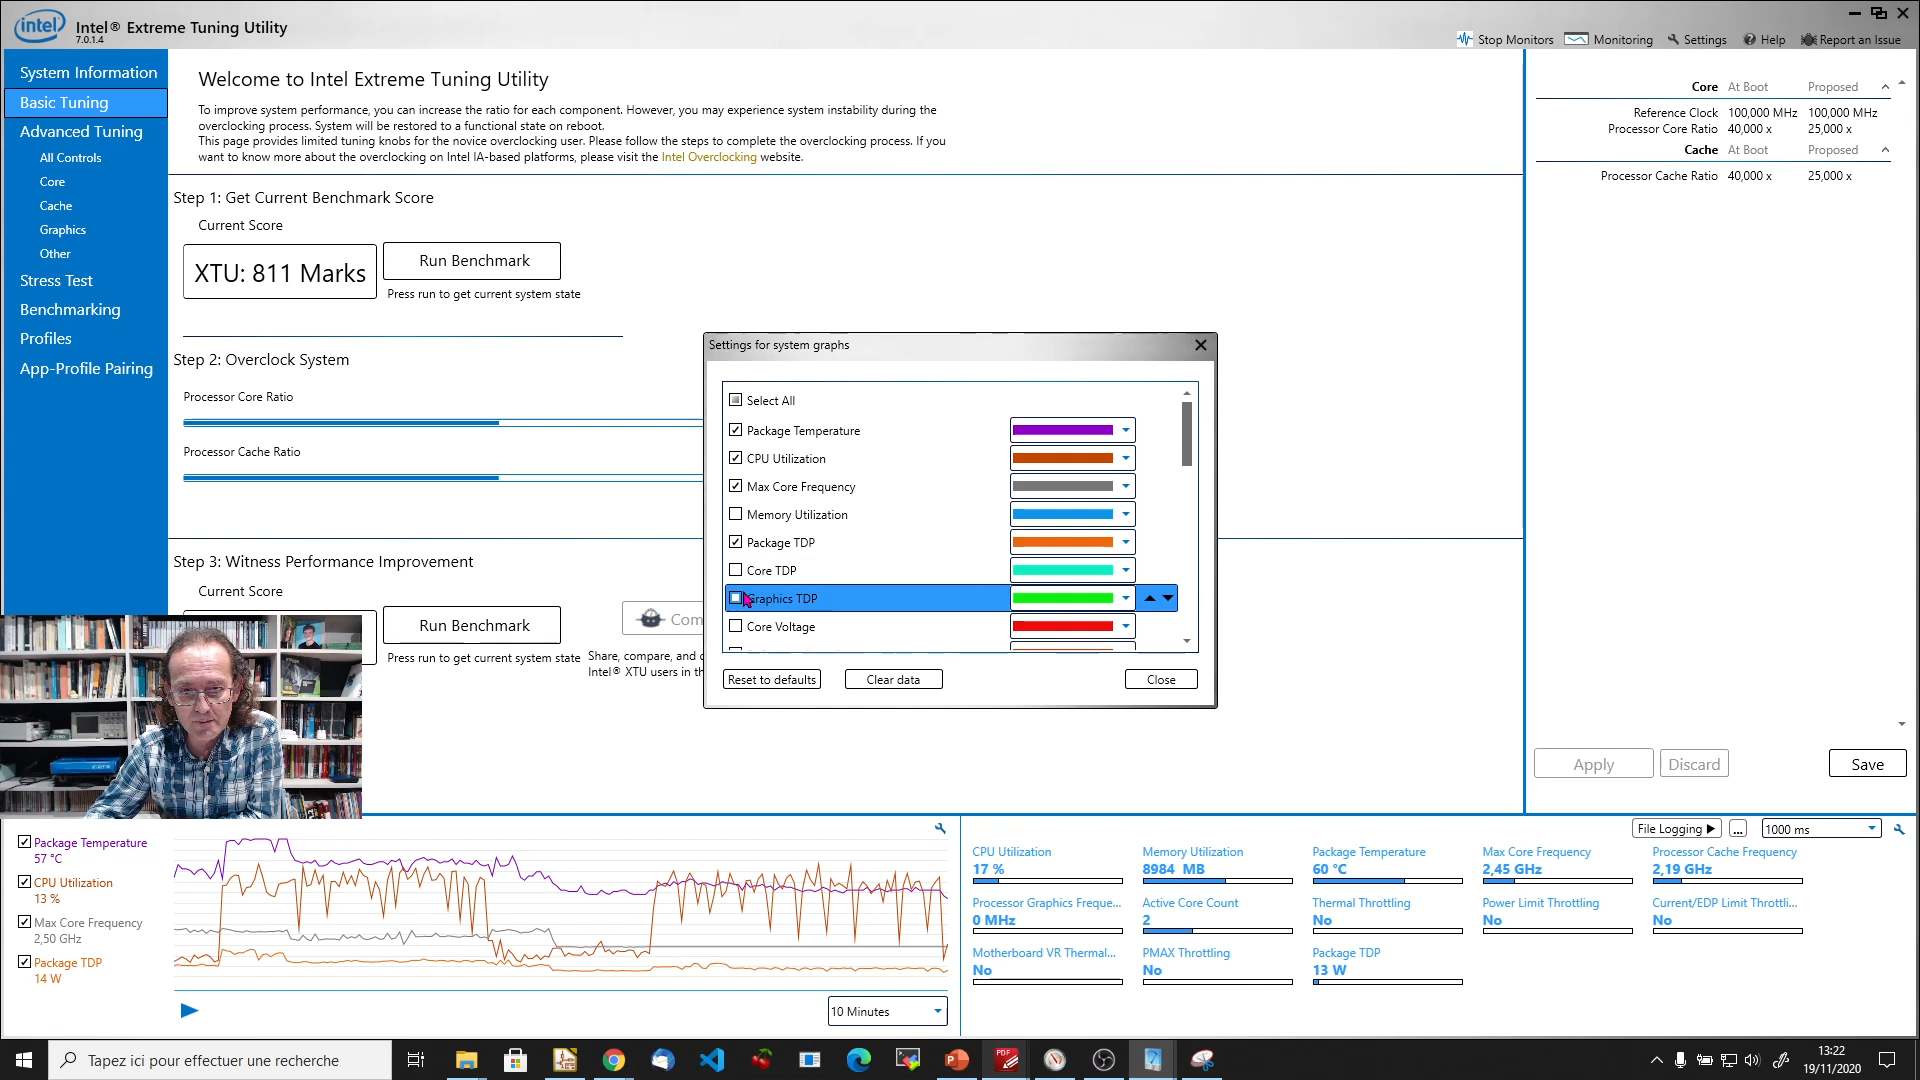 intel
Intel® Extreme Tuning Utility
7.0.1.4
Stop Monitors
Monitoring
Settings
Help
Report an Issue
System Information
Basic Tuning
Advanced Tuning
All Controls
Core
Cache
Graphics
Other
Stress Test
Benchmarking
Profiles
App-Profile Pairing
Welcome to Intel Extreme Tuning Utility
To improve system performance, you can increase the ratio for each component. However, you may experience system instability during the
overclocking process. System will be restored to a functional state on reboot.
This page provides limited tuning knobs for the novice overclocking user. Please follow the steps to complete the overclocking process. If you
want to know more about the overclocking on Intel IA-based platforms, please visit the Intel Overclocking website.
Step 1: Get Current Benchmark Score
Current Score
XTU: 811 Marks
Run Benchmark
Press run to get current system state
Step 2: Overclock System
Processor Core Ratio
Processor Cache Ratio
Step 3: Witness Performance Improvement
Current Score
Run Benchmark
Press run to get current system state
Com
Share, compare, and c
Intel® XTU users in th
Settings for system graphs
Select All
Package Temperature
CPU Utilization
Max Core Frequency
Memory Utilization
Package TDP
Core TDP
Graphics TDP
Core Voltage
Reset to defaults
Clear data
Close
Core At Boot Proposed
Reference Clock 100,000 MHz 100,000 MHz
Processor Core Ratio 40,000 x 25,000 x
Cache At Boot Proposed
Processor Cache Ratio 40,000 x 25,000 x
Apply
Discard
Save
Package Temperature
57 °C
CPU Utilization
13 %
Max Core Frequency
2,50 GHz
Package TDP
14 W
10 Minutes
File Logging
...
1000 ms
CPU Utilization
17 %
Memory Utilization
8984 MB
Package Temperature
60 °C
Max Core Frequency
2,45 GHz
Processor Cache Frequency
2,19 GHz
Processor Graphics Freque...
0 MHz
Active Core Count
2
Thermal Throttling
No
Power Limit Throttling
No
Current/EDP Limit Throttli...
No
Motherboard VR Thermal...
No
PMAX Throttling
No
Package TDP
13 W
Tapez ici pour effectuer une recherche
PDF
13:22
19/11/2020